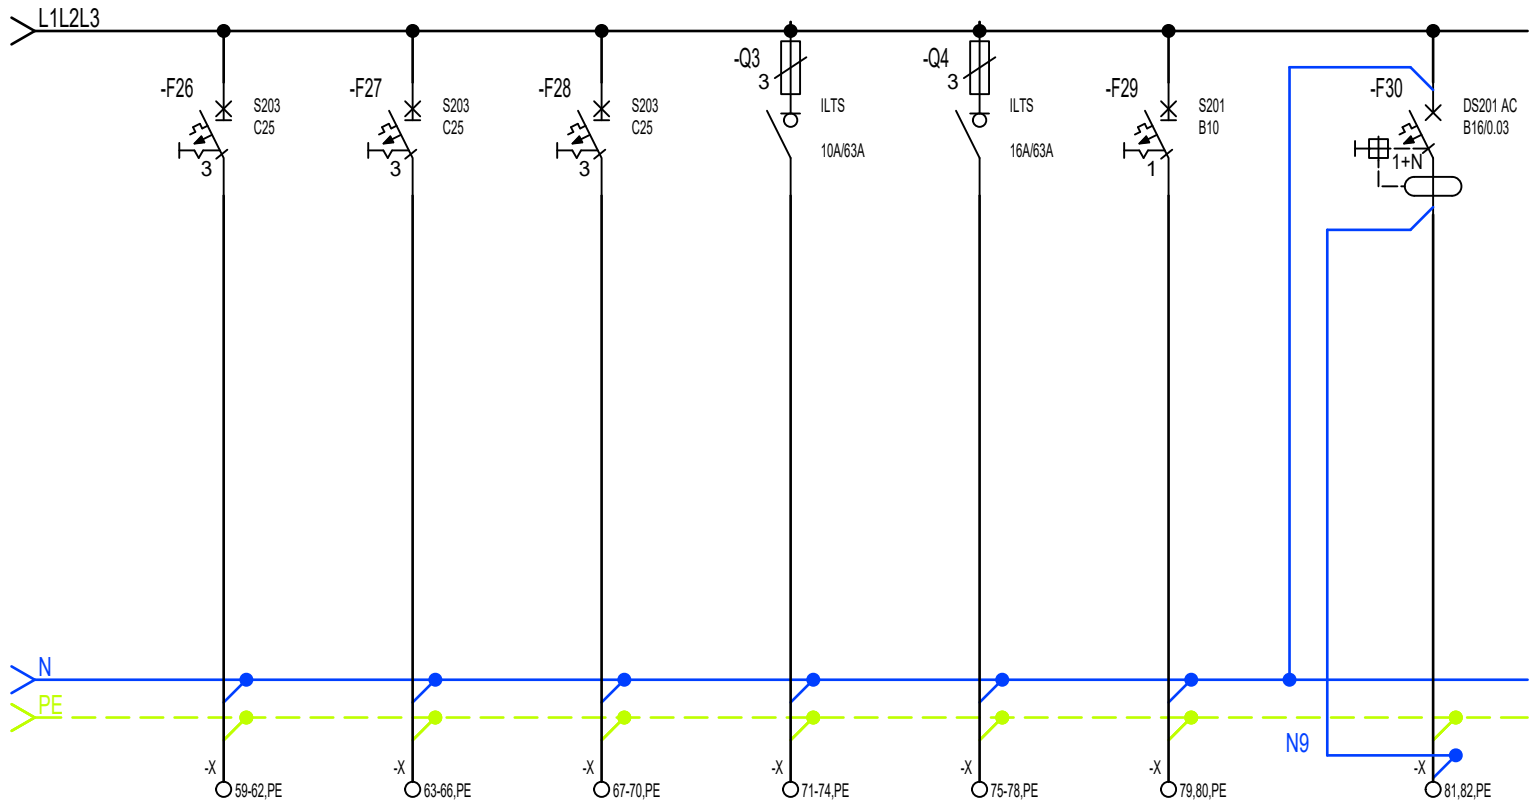 L1L2L3
-F26
S203
C25
3
-F27
S203
C25
3
-F28
S203
C25
3
-Q3
3
ILTS
10A/63A
-Q4
3
ILTS
16A/63A
-F29
S201
B10
1
-F30
DS201 AC
B16/0.03
1+N
N
PE
N9
-X
59-62,PE
-X
63-66,PE
-X
67-70,PE
-X
71-74,PE
-X
75-78,PE
-X
79,80,PE
-X
81,82,PE